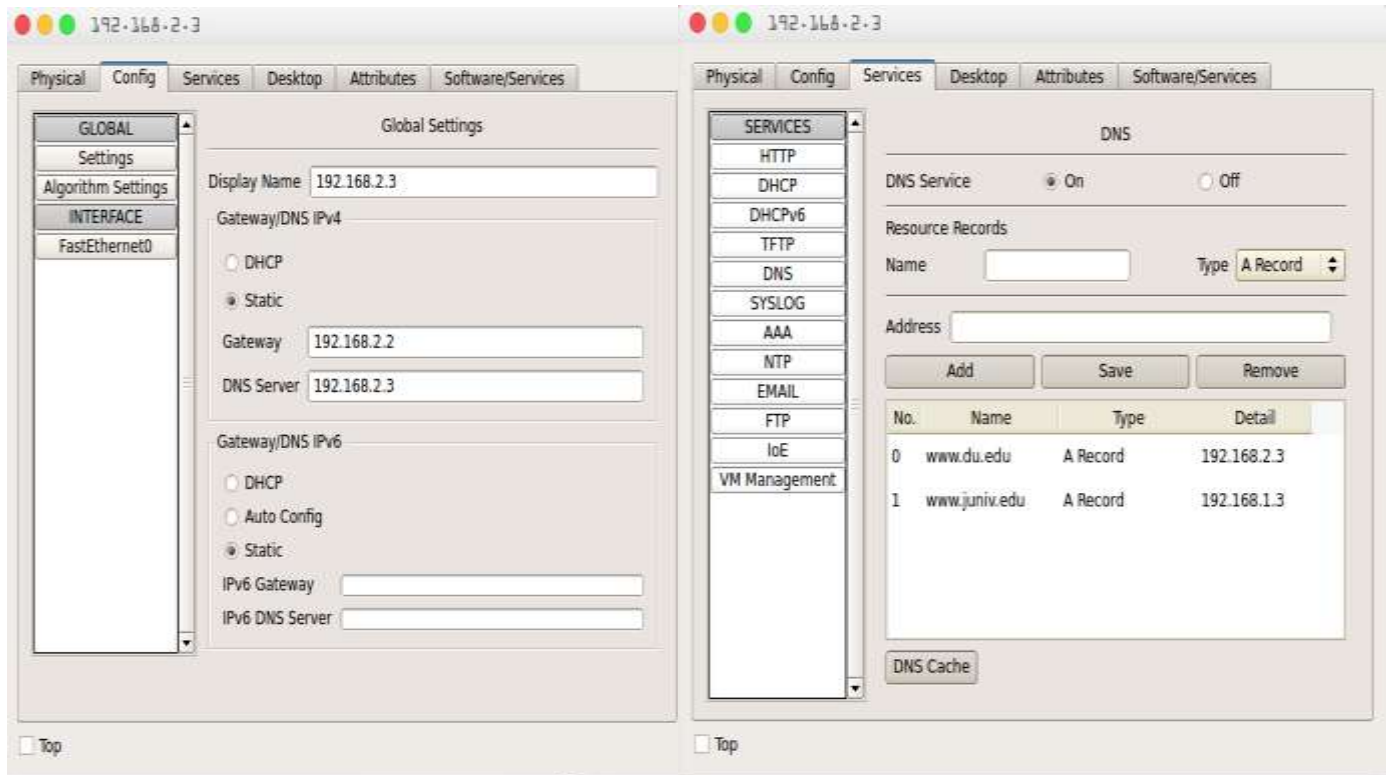 192.168.2.3
Physical Config Services Desktop Attributes Software/Services
GLOBAL
Settings
Algorithm Settings
INTERFACE
FastEthernet0
Global Settings
Display Name 192.168.2.3
Gateway/DNS IPv4
DHCP
Static
Gateway 192.168.2.2
DNS Server 192.168.2.3
Gateway/DNS IPv6
DHCP
Auto Config
Static
IPv6 Gateway
IPv6 DNS Server
Top
192.168.2.3
Physical Config Services Desktop Attributes Software/Services
SERVICES
HTTP
DHCP
DHCPv6
TFTP
DNS
SYSLOG
AAA
NTP
EMAIL
FTP
IoE
VM Management
DNS
DNS Service On Off
Resource Records
Name Type A Record
Address
Add Save Remove
No. Name Type Detail
0 www.du.edu A Record 192.168.2.3
1 www.juniv.edu A Record 192.168.1.3
DNS Cache
Top